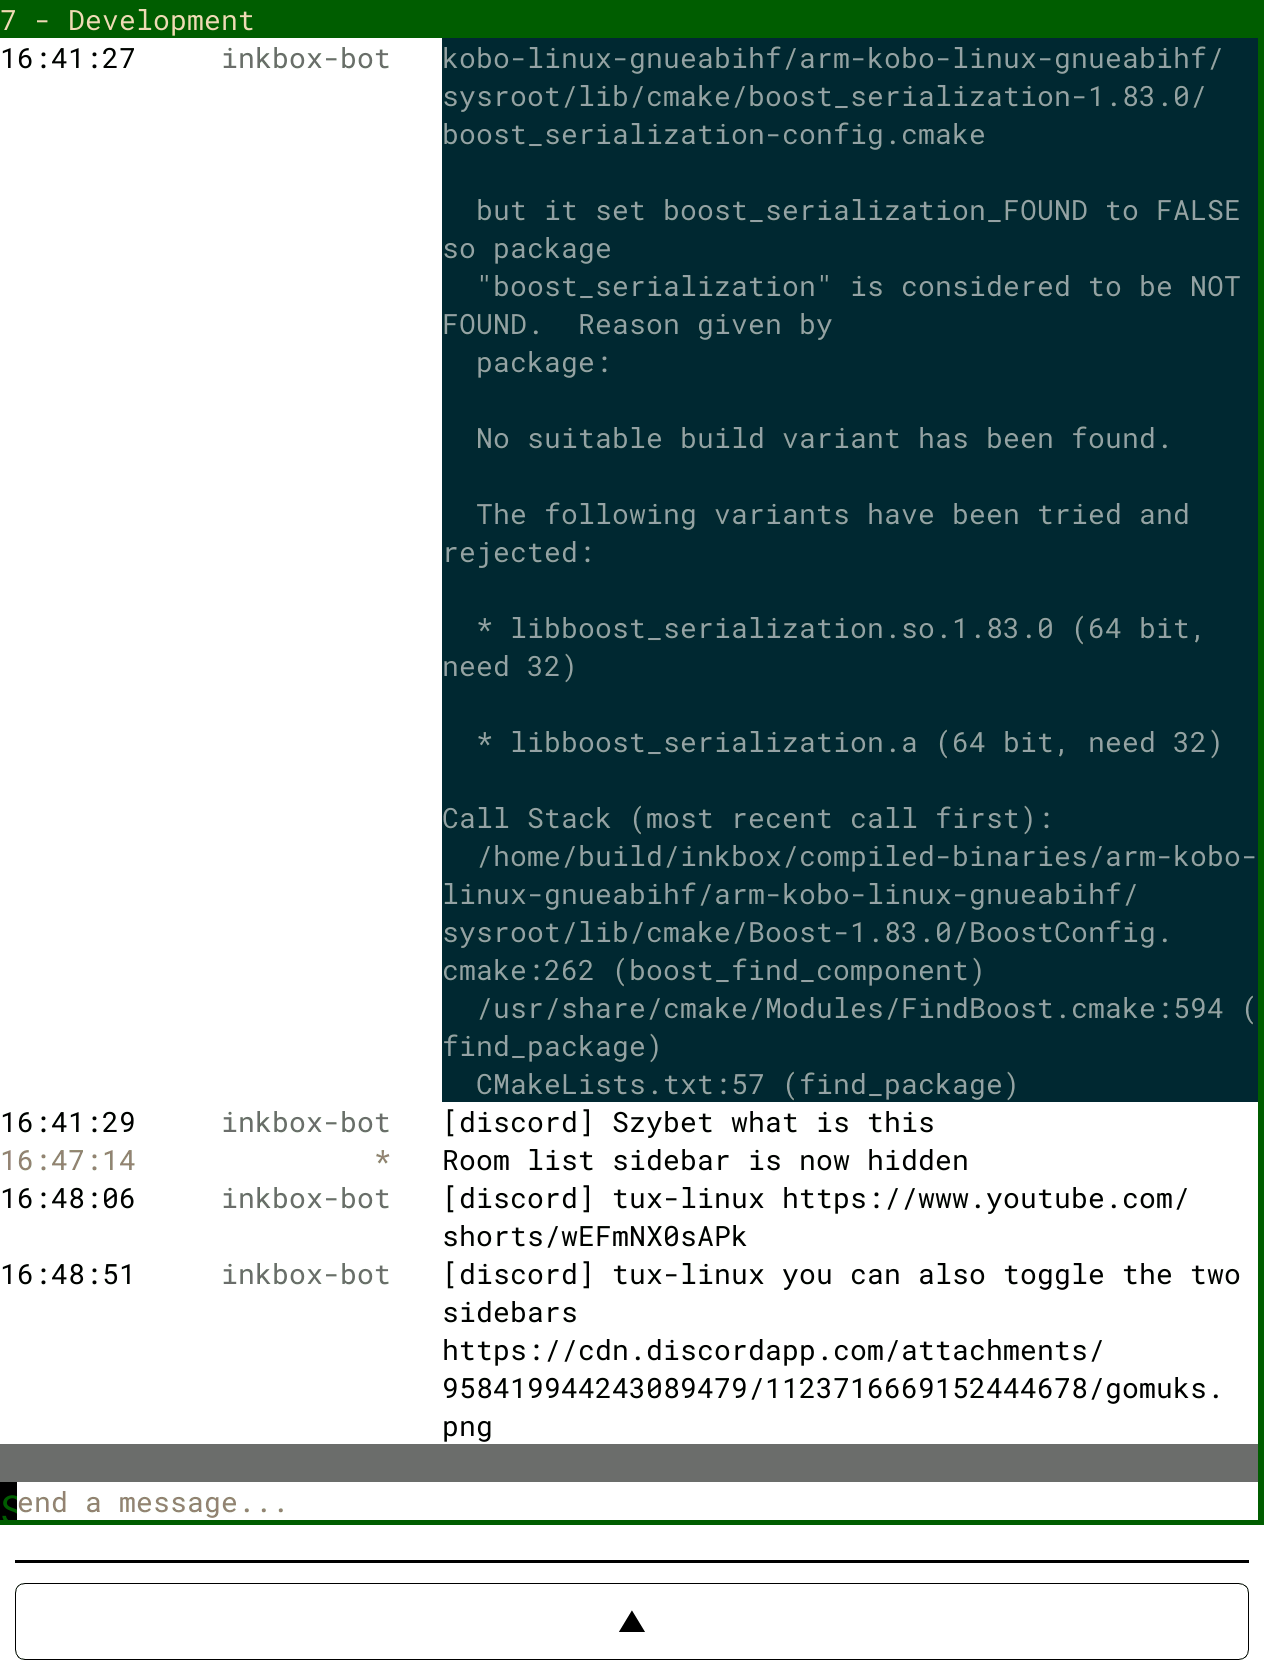 7 - Development
16:41:27 inkbox-bot kobo-linux-gnueabihf/arm-kobo-linux-gnueabihf/
sysroot/lib/cmake/boost_serialization-1.83.0/
boost_serialization-config.cmake
but it set boost_serialization_FOUND to FALSE
so package
"boost_serialization" is considered to be NOT
FOUND.  Reason given by
package:
No suitable build variant has been found.
The following variants have been tried and
rejected:
* libboost_serialization.so.1.83.0 (64 bit,
need 32)
* libboost_serialization.a (64 bit, need 32)
Call Stack (most recent call first):
/home/build/inkbox/compiled-binaries/arm-kobo-
linux-gnueabihf/arm-kobo-linux-gnueabihf/
sysroot/lib/cmake/Boost-1.83.0/BoostConfig.
cmake:262 (boost_find_component)
/usr/share/cmake/Modules/FindBoost.cmake:594 (
find_package)
CMakeLists.txt:57 (find_package)
16:41:29 inkbox-bot [discord] Szybet what is this
16:47:14 * Room list sidebar is now hidden
16:48:06 inkbox-bot [discord] tux-linux https://www.youtube.com/
shorts/wEFmNX0sAPk
16:48:51 inkbox-bot [discord] tux-linux you can also toggle the two
sidebars
https://cdn.discordapp.com/attachments/
958419944243089479/1123716669152444678/gomuks.
png
Send a message...